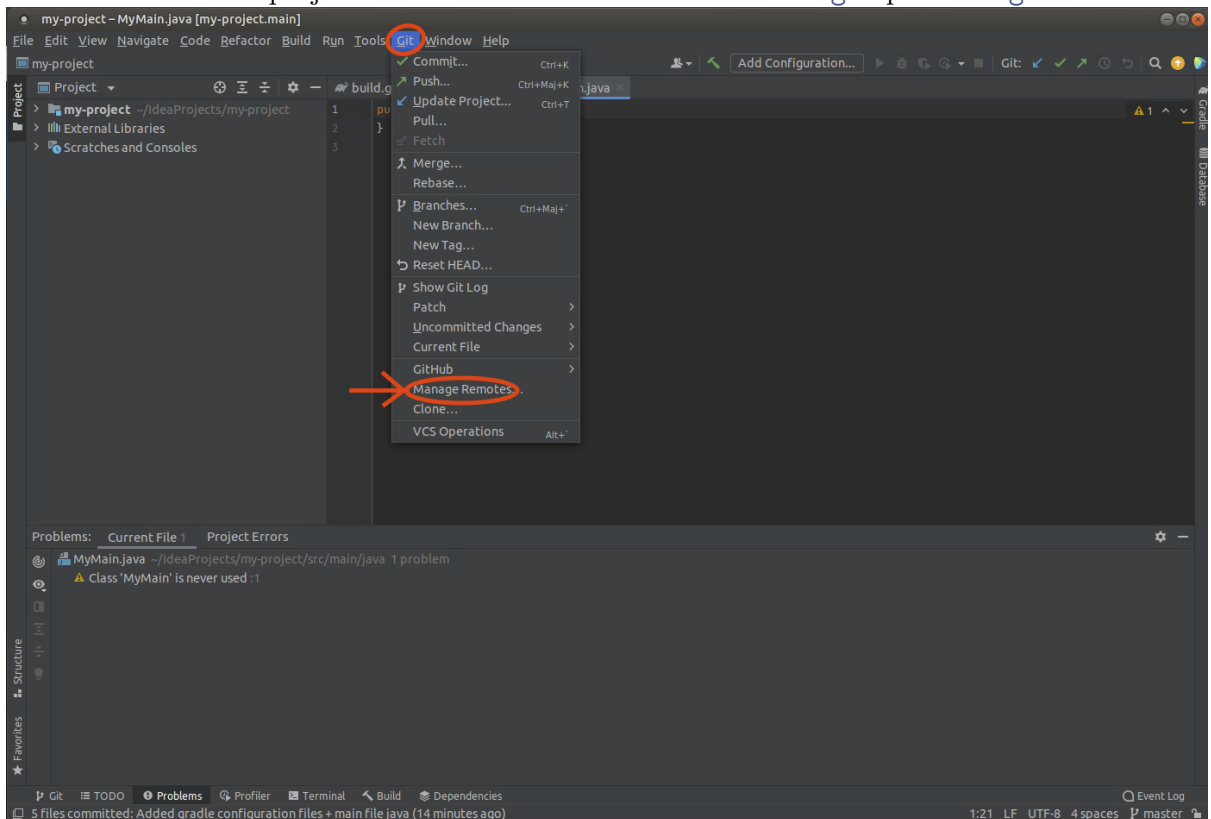 my-project – MyMain.java [my-project.main]
File Edit View Navigate Code Refactor Build Run Tools Git Window Help
my-project
Add Configuration...
Git:
Project
Project
build.g
n.java
my-project ~/IdeaProjects/my-project
External Libraries
Scratches and Consoles
1 pu
2 }
3
1
Commit... Ctrl+K
Push... Ctrl+Maj+K
Update Project... Ctrl+T
Pull...
Fetch
Merge...
Rebase...
Branches... Ctrl+Maj+`
New Branch...
New Tag...
Reset HEAD...
Show Git Log
Patch
Uncommitted Changes
Current File
GitHub
Manage Remotes...
Clone...
VCS Operations Alt+`
Gradle
Database
Problems: Current File 1 Project Errors
MyMain.java ~/IdeaProjects/my-project/src/main/java 1 problem
Class 'MyMain' is never used :1
Structure
Favorites
Git TODO Problems Profiler Terminal Build Dependencies Event Log
5 files committed: Added gradle configuration files + main file java (14 minutes ago) 1:21 LF UTF-8 4 spaces master